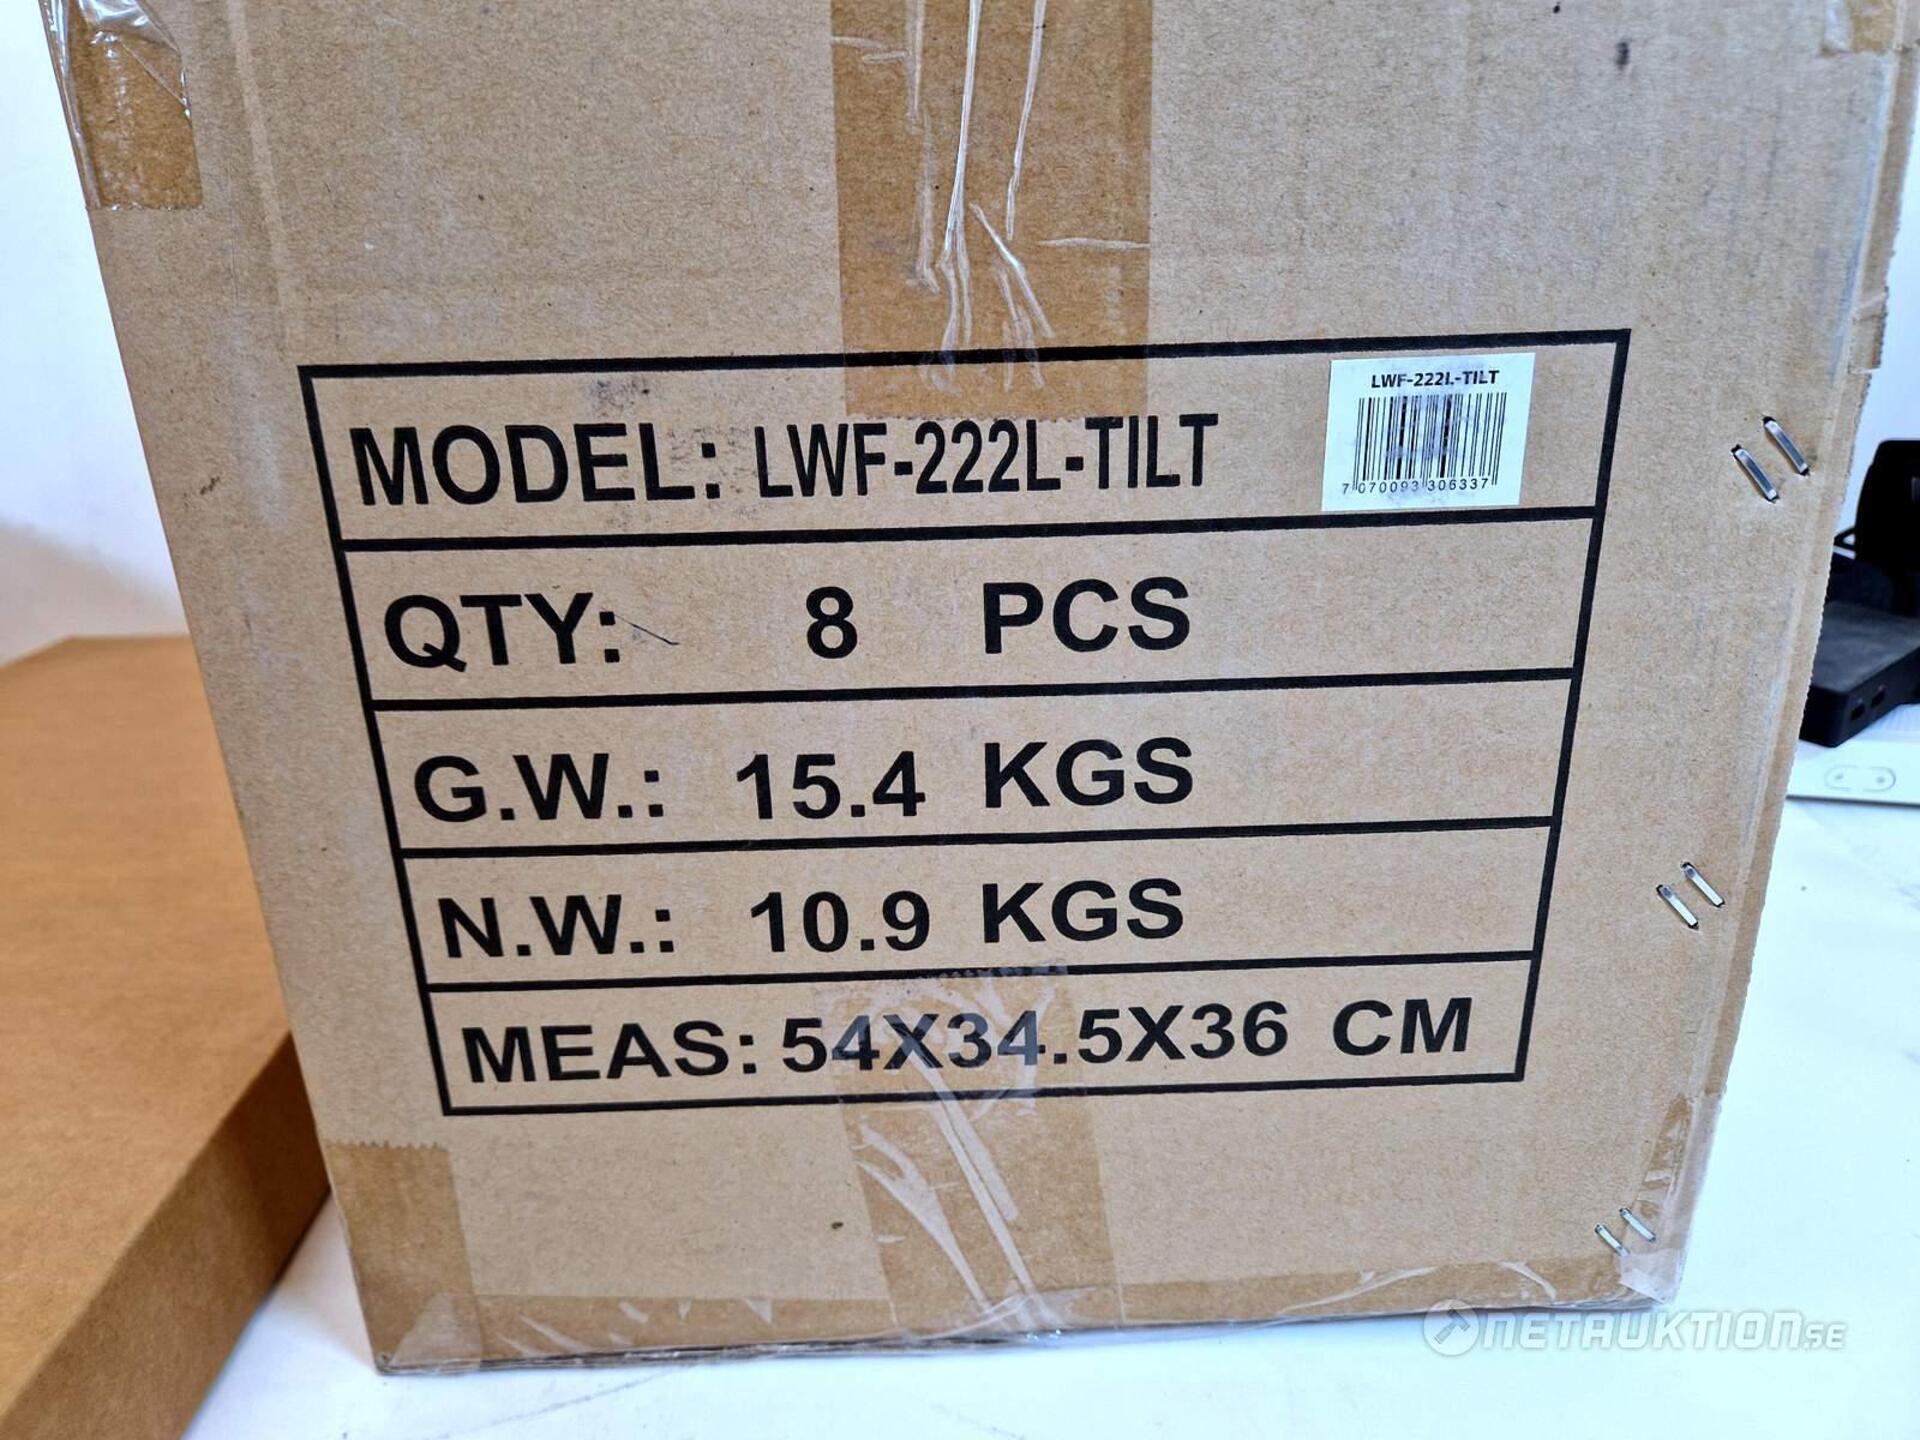 MODEL: LWF-222L-TILT
LWF-222L-TILT
7 070093 306337
QTY: 8 PCS
G.W.: 15.4 KGS
N.W.: 10.9 KGS
MEAS: 54X34.5X36 CM
NETAUKTION.SE